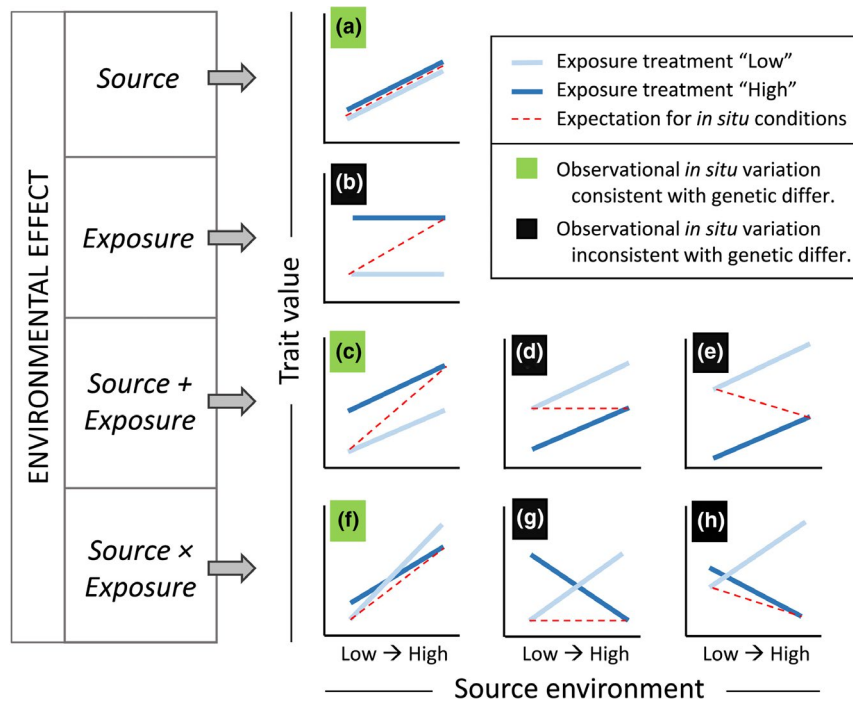 ENVIRONMENTAL EFFECT
Source
Exposure
Source +
Exposure
Source ×
Exposure
Trait value
(a)
(b)
(c)
(d)
(e)
(f)
(g)
(h)
Exposure treatment “Low”
Exposure treatment “High”
Expectation for in situ conditions
Observational in situ variation
consistent with genetic differ.
Observational in situ variation
inconsistent with genetic differ.
Low → High
Low → High
Low → High
Source environment